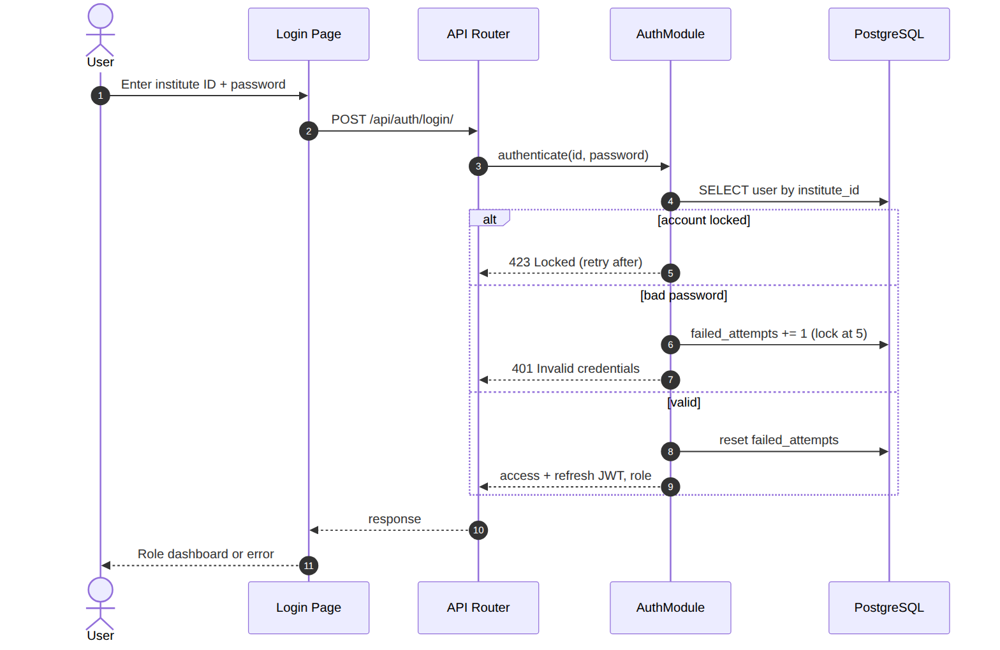 User
Login Page
API Router
AuthModule
PostgreSQL
Enter institute ID + password
1
POST /api/auth/login/
2
authenticate(id, password)
3
SELECT user by institute_id
4
alt
[account locked]
423 Locked (retry after)
5
[bad password]
failed_attempts += 1 (lock at 5)
6
401 Invalid credentials
7
[valid]
reset failed_attempts
8
access + refresh JWT, role
9
response
10
Role dashboard or error
11
User
Login Page
API Router
AuthModule
PostgreSQL